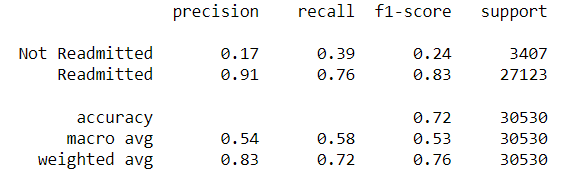 precision recall f1-score support
Not Readmitted 0.17 0.39 0.24 3407
Readmitted 0.91 0.76 0.83 27123
accuracy 0.72 30530
macro avg 0.54 0.58 0.53 30530
weighted avg 0.83 0.72 0.76 30530